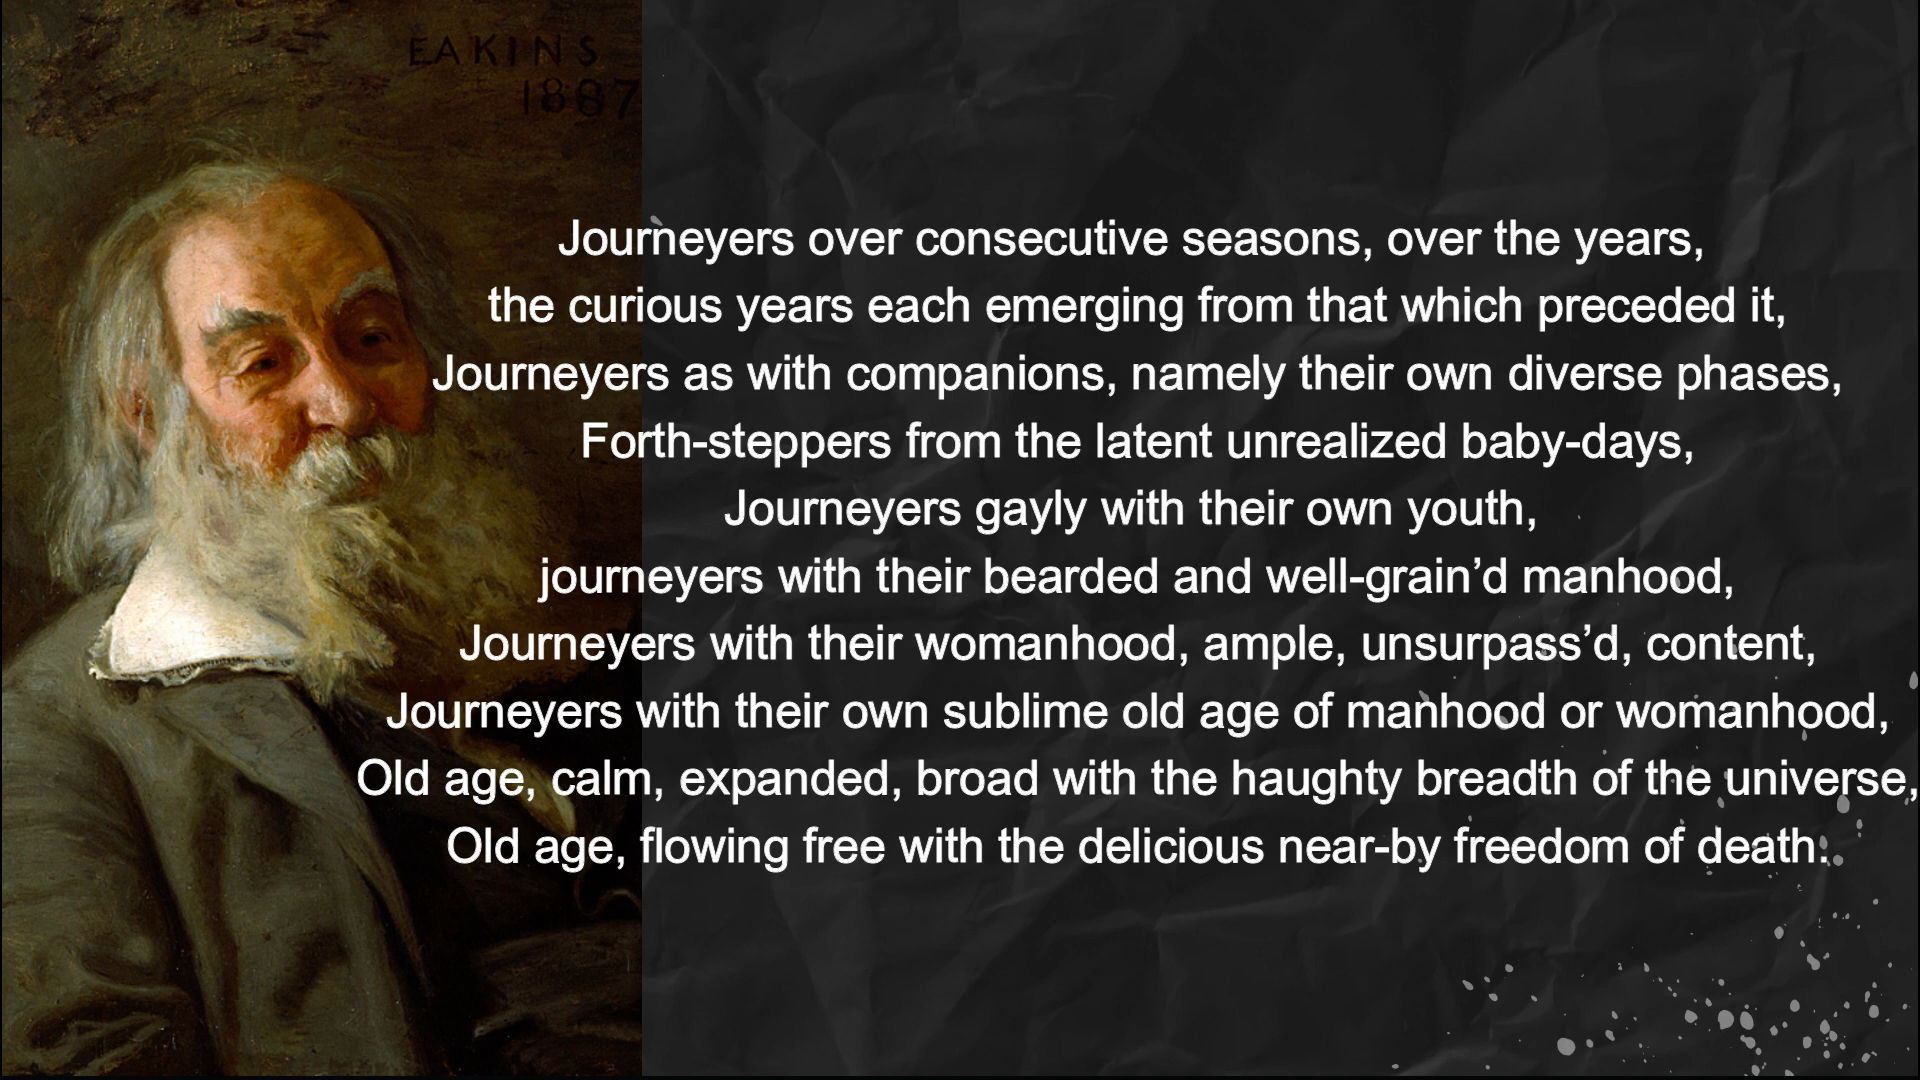 EAKINS
1887
Journeyers over consecutive seasons, over the years,
the curious years each emerging from that which preceded it,
Journeyers as with companions, namely their own diverse phases,
Forth-steppers from the latent unrealized baby-days,
Journeyers gayly with their own youth,
journeyers with their bearded and well-grain’d manhood,
Journeyers with their womanhood, ample, unsurpass’d, content,
Journeyers with their own sublime old age of manhood or womanhood,
Old age, calm, expanded, broad with the haughty breadth of the universe,
Old age, flowing free with the delicious near-by freedom of death.